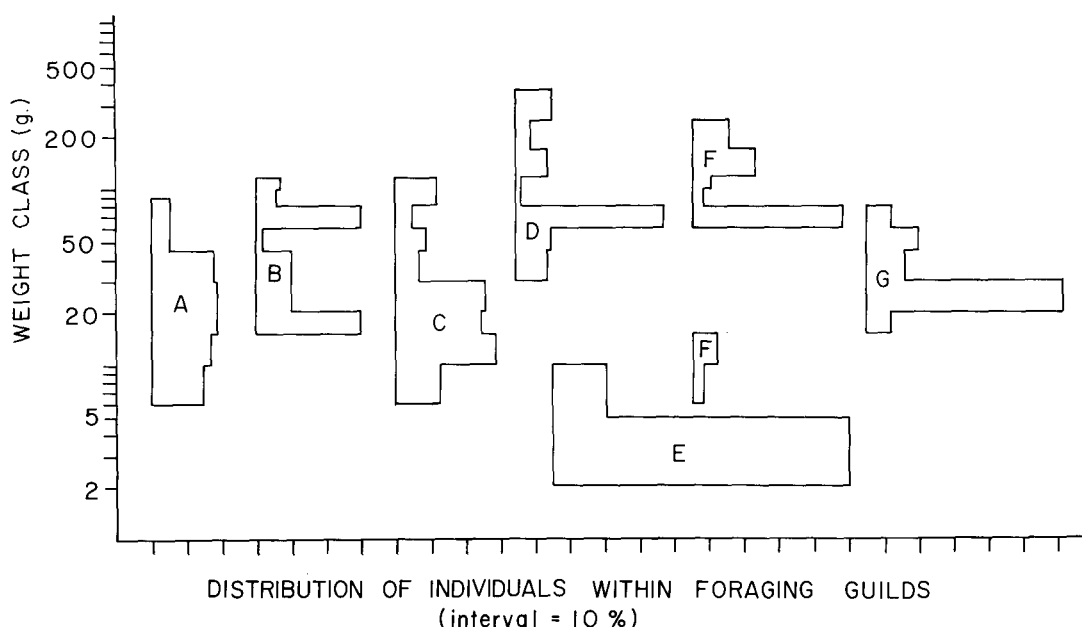 WEIGHT CLASS (g.)
500
200
50
20
5
2
A
B
C
D
E
F
F
G
DISTRIBUTION OF INDIVIDUALS WITHIN FORAGING GUILDS
(interval = 10 %)